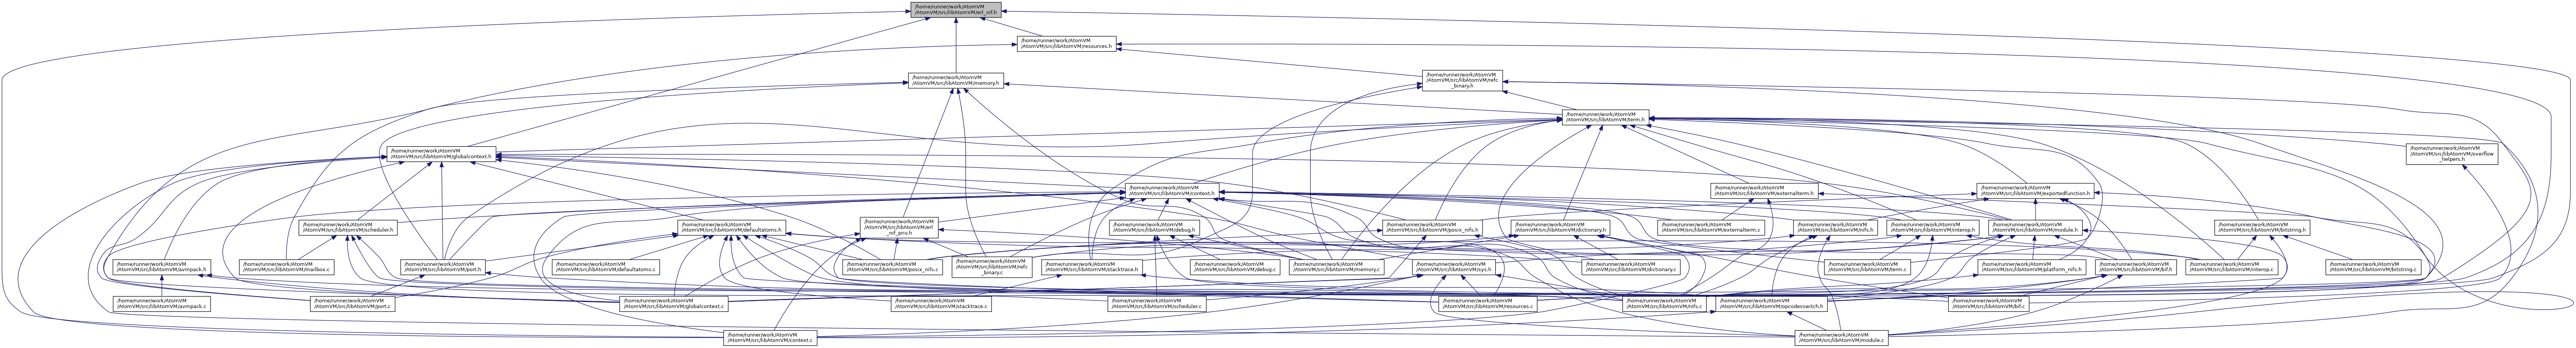 /home/runner/work/AtomVM
/AtomVM/src/libAtomVM/erl_nif.h
/home/runner/work/AtomVM
/AtomVM/src/libAtomVM/resources.h
/home/runner/work/AtomVM
/AtomVM/src/libAtomVM/memory.h
/home/runner/work/AtomVM
/AtomVM/src/libAtomVM/refc
_binary.h
/home/runner/work/AtomVM
/AtomVM/src/libAtomVM/term.h
/home/runner/work/AtomVM
/AtomVM/src/libAtomVM/globalcontext.h
/home/runner/work/AtomVM
/AtomVM/src/libAtomVM/overflow
_helpers.h
/home/runner/work/AtomVM
/AtomVM/src/libAtomVM/context.h
/home/runner/work/AtomVM
/AtomVM/src/libAtomVM/externalterm.h
/home/runner/work/AtomVM
/AtomVM/src/libAtomVM/exportedfunction.h
/home/runner/work/AtomVM
/AtomVM/src/libAtomVM/scheduler.h
/home/runner/work/AtomVM
/AtomVM/src/libAtomVM/defaultatoms.h
/home/runner/work/AtomVM
/AtomVM/src/libAtomVM/erl
_nif_priv.h
/home/runner/work/AtomVM
/AtomVM/src/libAtomVM/debug.h
/home/runner/work/AtomVM
/AtomVM/src/libAtomVM/posix_nifs.h
/home/runner/work/AtomVM
/AtomVM/src/libAtomVM/dictionary.h
/home/runner/work/AtomVM
/AtomVM/src/libAtomVM/externalterm.c
/home/runner/work/AtomVM
/AtomVM/src/libAtomVM/nifs.h
/home/runner/work/AtomVM
/AtomVM/src/libAtomVM/interop.h
/home/runner/work/AtomVM
/AtomVM/src/libAtomVM/module.h
/home/runner/work/AtomVM
/AtomVM/src/libAtomVM/bitstring.h
/home/runner/work/AtomVM
/AtomVM/src/libAtomVM/avmpack.h
/home/runner/work/AtomVM
/AtomVM/src/libAtomVM/mailbox.c
/home/runner/work/AtomVM
/AtomVM/src/libAtomVM/port.h
/home/runner/work/AtomVM
/AtomVM/src/libAtomVM/defaultatoms.c
/home/runner/work/AtomVM
/AtomVM/src/libAtomVM/posix_nifs.c
/home/runner/work/AtomVM
/AtomVM/src/libAtomVM/refc
_binary.c
/home/runner/work/AtomVM
/AtomVM/src/libAtomVM/stacktrace.h
/home/runner/work/AtomVM
/AtomVM/src/libAtomVM/debug.c
/home/runner/work/AtomVM
/AtomVM/src/libAtomVM/memory.c
/home/runner/work/AtomVM
/AtomVM/src/libAtomVM/sys.h
/home/runner/work/AtomVM
/AtomVM/src/libAtomVM/dictionary.c
/home/runner/work/AtomVM
/AtomVM/src/libAtomVM/term.c
/home/runner/work/AtomVM
/AtomVM/src/libAtomVM/platform_nifs.h
/home/runner/work/AtomVM
/AtomVM/src/libAtomVM/bif.h
/home/runner/work/AtomVM
/AtomVM/src/libAtomVM/interop.c
/home/runner/work/AtomVM
/AtomVM/src/libAtomVM/bitstring.c
/home/runner/work/AtomVM
/AtomVM/src/libAtomVM/avmpack.c
/home/runner/work/AtomVM
/AtomVM/src/libAtomVM/port.c
/home/runner/work/AtomVM
/AtomVM/src/libAtomVM/globalcontext.c
/home/runner/work/AtomVM
/AtomVM/src/libAtomVM/stacktrace.c
/home/runner/work/AtomVM
/AtomVM/src/libAtomVM/scheduler.c
/home/runner/work/AtomVM
/AtomVM/src/libAtomVM/resources.c
/home/runner/work/AtomVM
/AtomVM/src/libAtomVM/nifs.c
/home/runner/work/AtomVM
/AtomVM/src/libAtomVM/opcodesswitch.h
/home/runner/work/AtomVM
/AtomVM/src/libAtomVM/bif.c
/home/runner/work/AtomVM
/AtomVM/src/libAtomVM/context.c
/home/runner/work/AtomVM
/AtomVM/src/libAtomVM/module.c